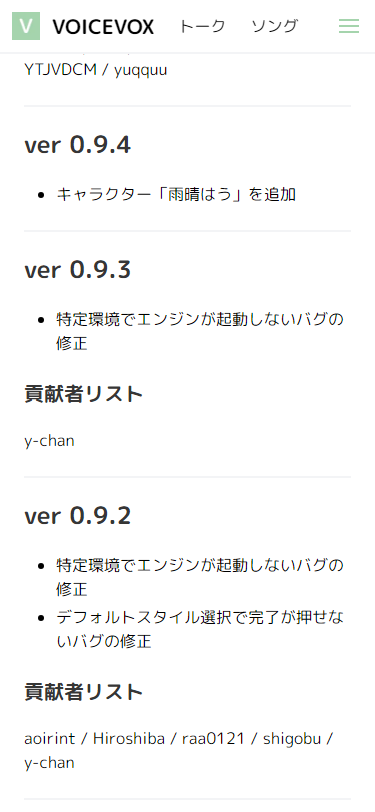 V VOICEVOX トーク ソング
YTJVDCM / yuqquu
ver 0.9.4
• キャラクター「雨晴はう」を追加
ver 0.9.3
• 特定環境でエンジンが起動しないバグの
修正
貢献者リスト
y-chan
ver 0.9.2
• 特定環境でエンジンが起動しないバグの
修正
• デフォルトスタイル選択で完了が押せな
いバグの修正
貢献者リスト
aoirint / Hiroshiba / raa0121 / shigobu /
y-chan